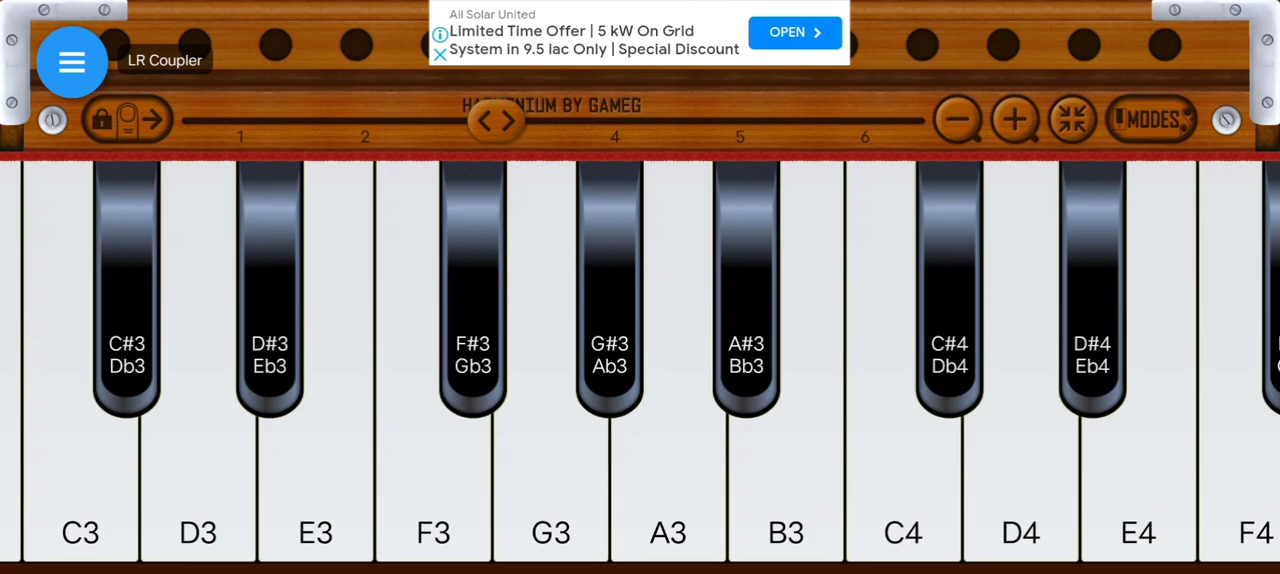 All Solar United
Limited Time Offer | 5 kW On Grid
System in 9.5 lac Only | Special Discount
OPEN
LR Coupler
BY GAMEG
1 2 4 5 6
MODES
C#3 D#3 F#3 G#3 A#3 C#4 D#4
Db3 Eb3 Gb3 Ab3 Bb3 Db4 Eb4
C3 D3 E3 F3 G3 A3 B3 C4 D4 E4 F4